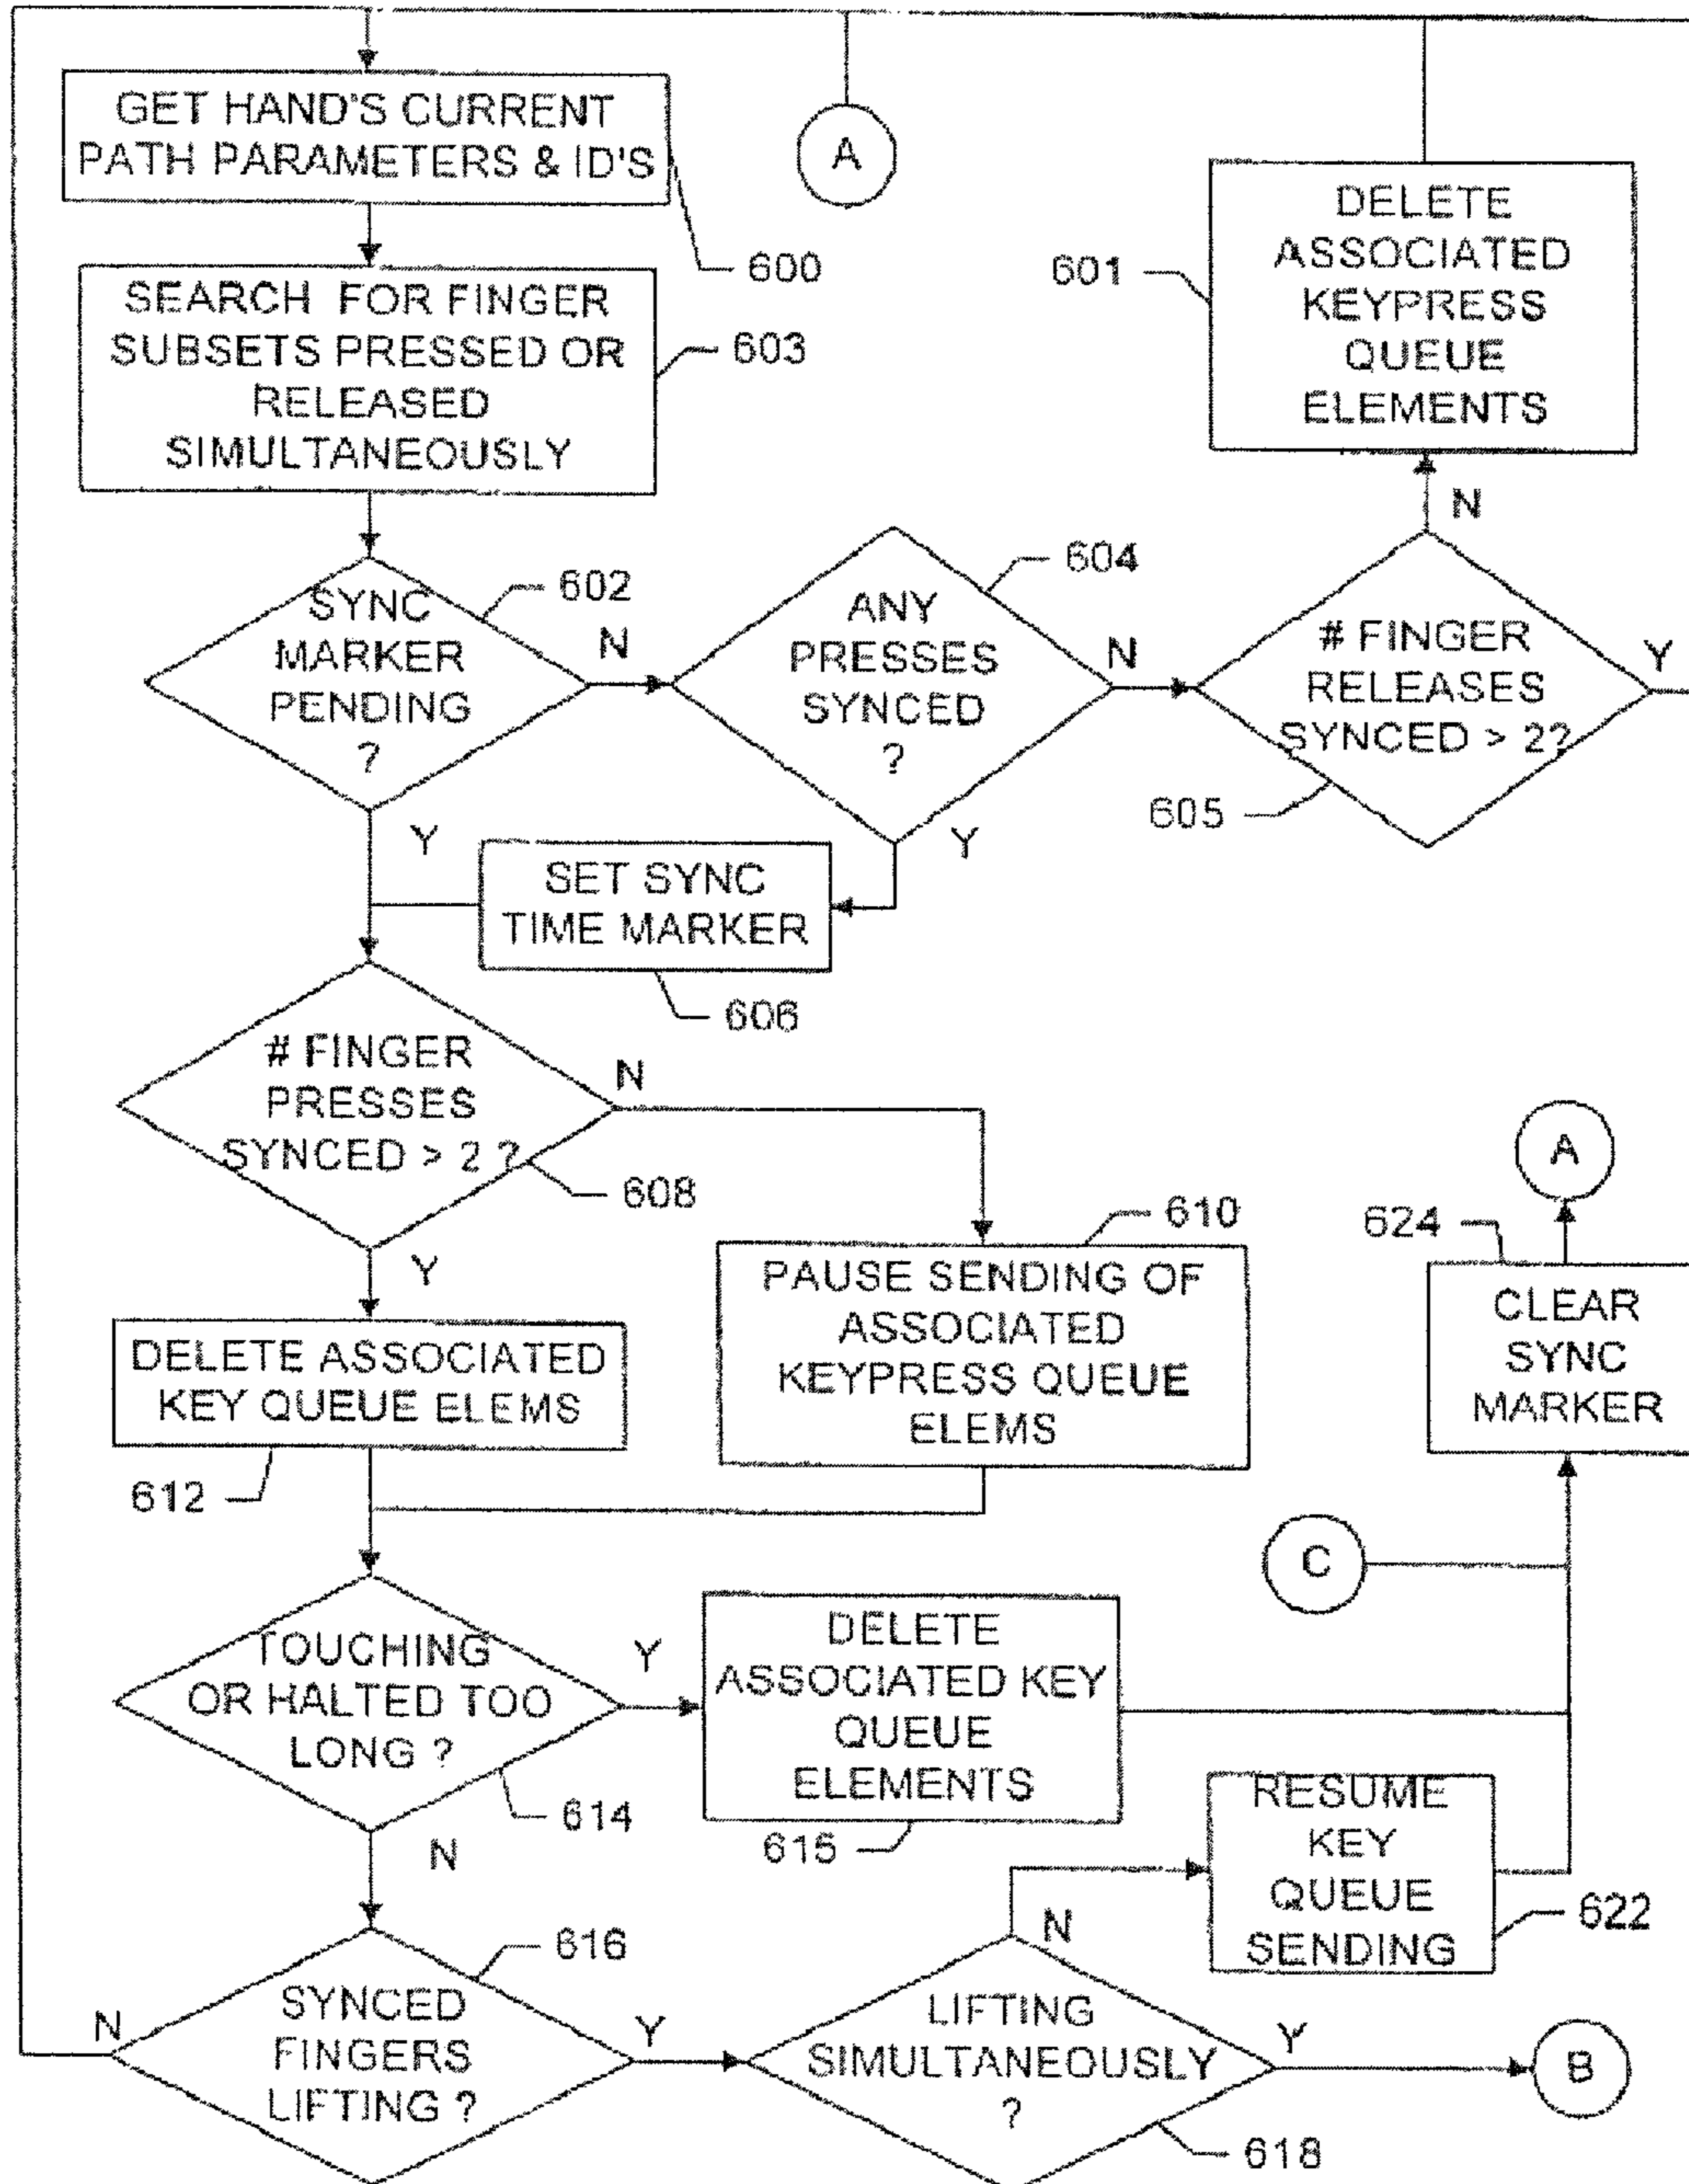 GET HAND'S CURRENT
PATH PARAMETERS & ID'S
600
A
SEARCH FOR FINGER
SUBSETS PRESSED OR
RELEASED
SIMULTANEOUSLY
603
601
DELETE
ASSOCIATED
KEYPRESS
QUEUE
ELEMENTS
N
SYNC
MARKER
PENDING
?
602
N
Y
ANY
PRESSES
SYNCED
?
604
N
Y
# FINGER
RELEASES
SYNCED > 2?
605
Y
SET SYNC
TIME MARKER
606
# FINGER
PRESSES
SYNCED > 2 ?
608
N
Y
610
PAUSE SENDING OF
ASSOCIATED
KEYPRESS QUEUE
ELEMS
A
624
CLEAR
SYNC
MARKER
DELETE ASSOCIATED
KEY QUEUE ELEMS
612
C
TOUCHING
OR HALTED TOO
LONG ?
614
Y
N
DELETE
ASSOCIATED KEY
QUEUE
ELEMENTS
615
RESUME
KEY
QUEUE
SENDING
622
SYNCED
FINGERS
LIFTING ?
616
N
Y
LIFTING
SIMULTANEOUSLY
?
618
N
Y
B